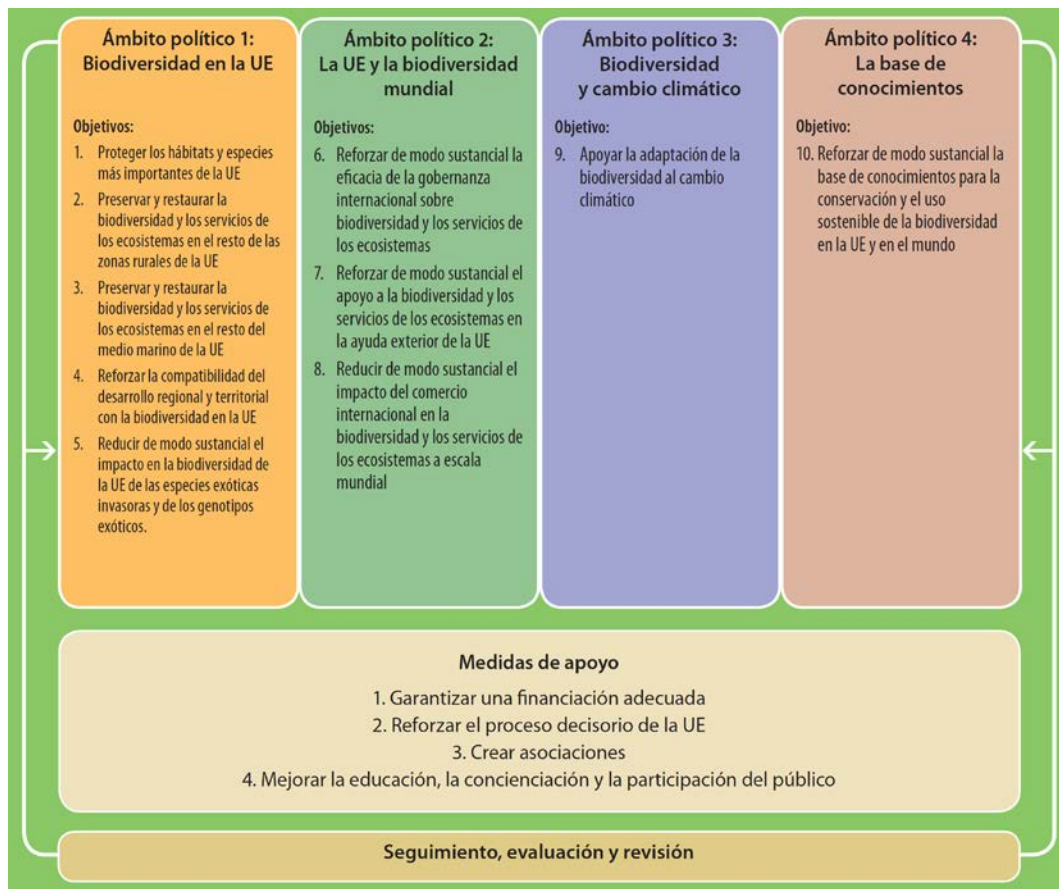 Ámbito político 1:
Biodiversidad en la UE
Objetivos:
1. Proteger los hábitats y especies
más importantes de la UE
2. Preservar y restaurar la
biodiversidad y los servicios de
los ecosistemas en el resto de las
zonas rurales de la UE
3. Preservar y restaurar la
biodiversidad y los servicios de
los ecosistemas en el resto del
medio marino de la UE
4. Reforzar la compatibilidad del
desarrollo regional y territorial
con la biodiversidad en la UE
5. Reducir de modo sustancial el
impacto en la biodiversidad de
la UE de las especies exóticas
invasoras y de los genotipos
exóticos.
Ámbito político 2:
La UE y la biodiversidad
mundial
Objetivos:
6. Reforzar de modo sustancial la
eficacia de la gobernanza
internacional sobre
biodiversidad y los servicios de
los ecosistemas
7. Reforzar de modo sustancial el
apoyo a la biodiversidad y los
servicios de los ecosistemas en
la ayuda exterior de la UE
8. Reducir de modo sustancial el
impacto del comercio
internacional en la
biodiversidad y los servicios de
los ecosistemas a escala
mundial
Ámbito político 3:
Biodiversidad
y cambio climático
Objetivo:
9. Apoyar la adaptación de la
biodiversidad al cambio
climático
Ámbito político 4:
La base de
conocimientos
Objetivo:
10. Reforzar de modo sustancial la
base de conocimientos para la
conservación y el uso
sostenible de la biodiversidad
en la UE y en el mundo
Medidas de apoyo
1. Garantizar una financiación adecuada
2. Reforzar el proceso decisorio de la UE
3. Crear asociaciones
4. Mejorar la educación, la concienciación y la participación del público
Seguimiento, evaluación y revisión